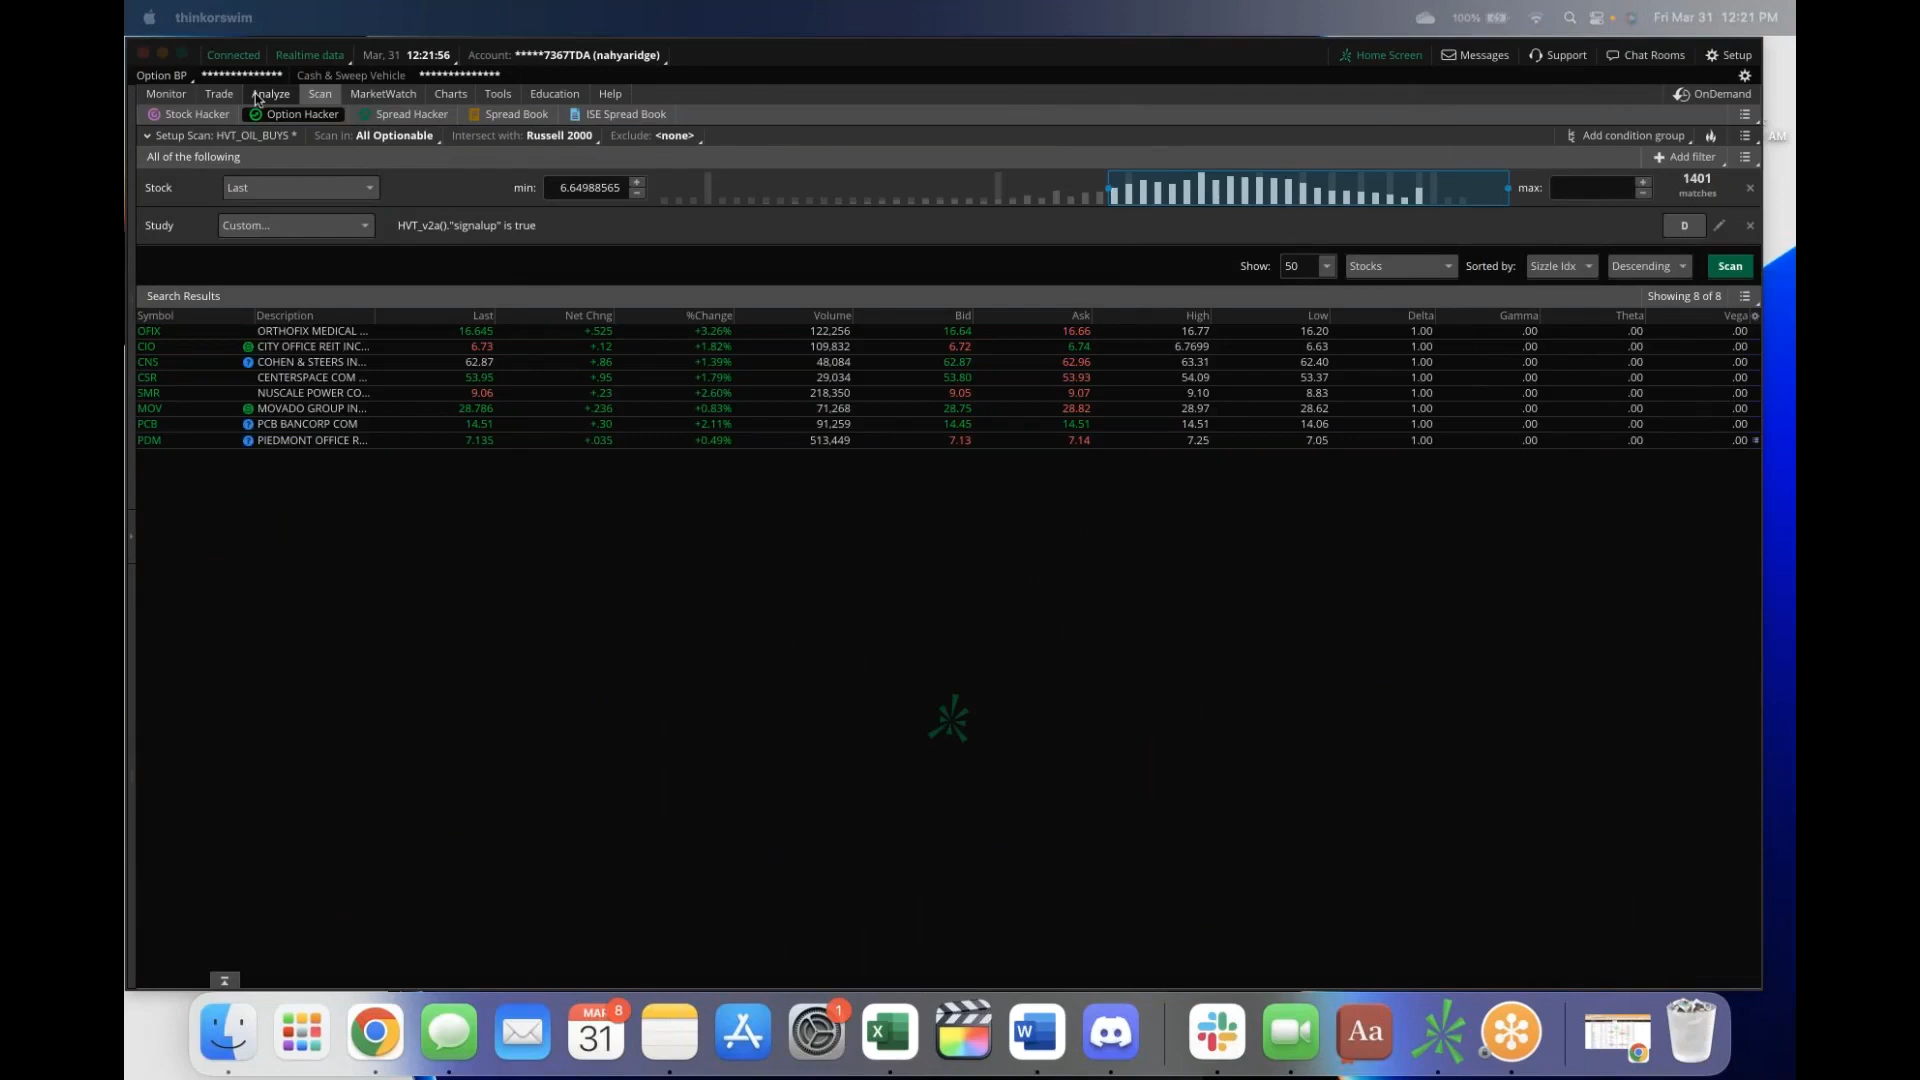 thinkorswim 100% Fri Mar 31 12:21 PM
Connected Realtime data Mar, 31 12:21:56 Account: *****7367TDA (nahyaridge) Home Screen Messages Support Chat Rooms Setup
Option BP ************** Cash & Sweep Vehicle **************
Monitor Trade Analyze Scan MarketWatch Charts Tools Education Help OnDemand
Stock Hacker Option Hacker Spread Hacker Spread Book ISE Spread Book
Setup Scan: HVT_OIL_BUYS * Scan in: All Optionable Intersect with: Russell 2000 Exclude: <none> Add condition group AM
All of the following Add filter
Stock Last min: 6.64988565 max: 1401 matches
Study Custom... HVT_v2a()."signalup" is true D
Show: 50 Stocks Sorted by: Sizzle Idx Descending Scan
Search Results Showing 8 of 8
Symbol Description Last Net Chng %Change Volume Bid Ask High Low Delta Gamma Theta Vega
OFIX ORTHOFIX MEDICAL ... 16.645 +.525 +3.26% 122,256 16.64 16.66 16.77 16.20 1.00 .00 .00 .00
CIO CITY OFFICE REIT INC... 6.73 +.12 +1.82% 109,832 6.72 6.74 6.7699 6.63 1.00 .00 .00 .00
CNS COHEN & STEERS IN... 62.87 +.86 +1.39% 48,084 62.87 62.96 63.31 62.40 1.00 .00 .00 .00
CSR CENTERSPACE COM ... 53.95 +.95 +1.79% 29,034 53.80 53.93 54.09 53.37 1.00 .00 .00 .00
SMR NUSCALE POWER CO... 9.06 +.23 +2.60% 218,350 9.05 9.07 9.10 8.83 1.00 .00 .00 .00
MOV MOVADO GROUP IN... 28.786 +.236 +0.83% 71,268 28.75 28.82 28.97 28.62 1.00 .00 .00 .00
PCB PCB BANCORP COM 14.51 +.30 +2.11% 91,259 14.45 14.51 14.51 14.06 1.00 .00 .00 .00
PDM PIEDMONT OFFICE R... 7.135 +.035 +0.49% 513,449 7.13 7.14 7.25 7.05 1.00 .00 .00 .00
MAR 8 1
31 X W Aa